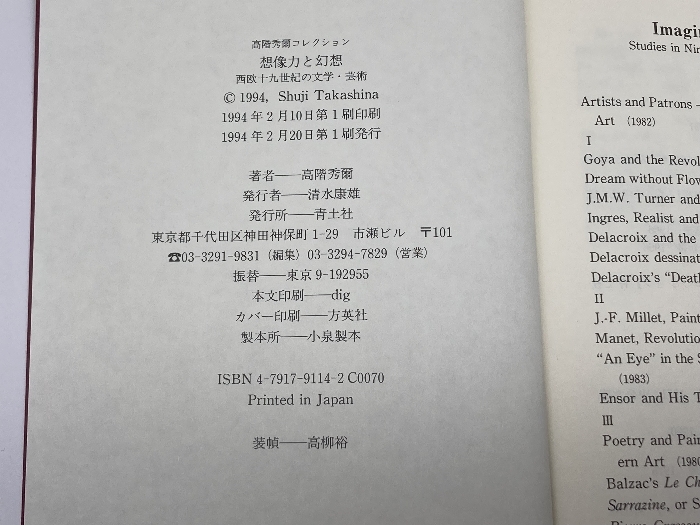 高階秀爾コレクション
想像力と幻想
西欧十九世紀の文学・芸術
© 1994, Shuji Takashina
1994年2月10日第1刷印刷
1994年2月20日第1刷発行
著者——高階秀爾
発行者——清水康雄
発行所——青土社
東京都千代田区神田神保町1-29 市瀬ビル 〒101
☎03-3291-9831（編集）03-3294-7829（営業）
振替——東京9-192955
本文印刷——dig
カバー印刷——方英社
製本所——小泉製本
ISBN 4-7917-9114-2 C0070
Printed in Japan
装幀——高柳裕
Studies in
Artists and Patrons
Art (1982)
I
Goya and the
Dream without
J.M.W. Turner and
Ingres, Realist and
Delacroix and the
Delacroix dessinat
Delacroix's
II
J.-F. Millet,
Manet,
"An Eye" in the
(1983)
Ensor and His
III
Poetry and
ern Art
Balzac's Le
Sarrazine, or